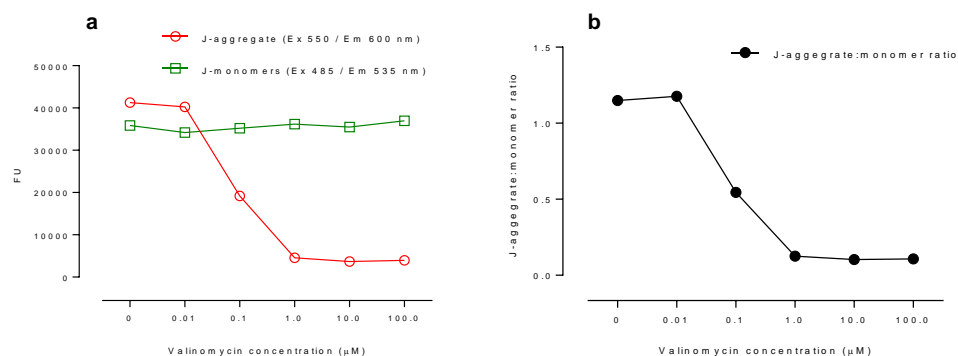 a
J-aggregate (Ex 550 / Em 600 nm)
J-monomers (Ex 485 / Em 535 nm)
50000
40000
30000
20000
10000
0
FU
0
0.01
0.1
1.0
10.0
100.0
Valinomycin concentration (μM)
b
J-aggegrate:monomer ratio
1.5
1.0
0.5
0.0
J-aggegrate:monomer ratio
0
0.01
0.1
1.0
10.0
100.0
Valinomycin concentration (μM)